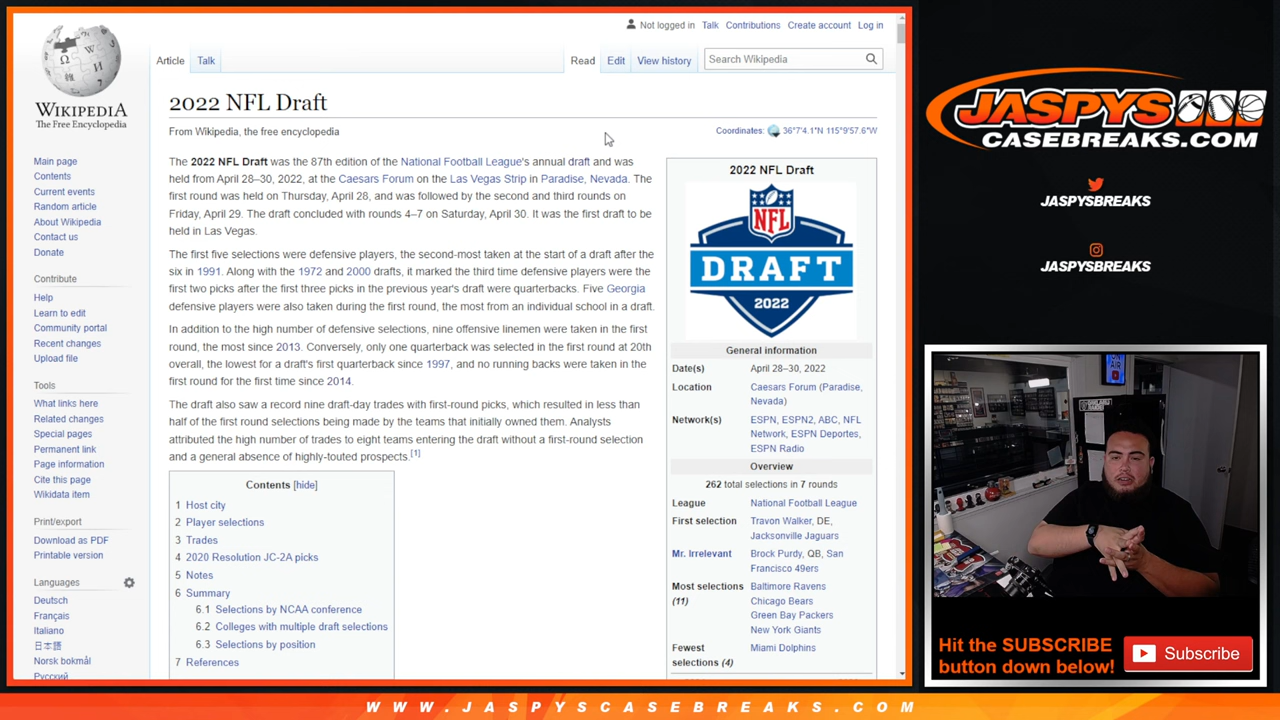 Not logged in Talk Contributions Create account Log in
Article Talk Read Edit View history Search Wikipedia
WIKIPEDIA
The Free Encyclopedia
Main page
Contents
Current events
Random article
About Wikipedia
Contact us
Donate
Contribute
Help
Learn to edit
Community portal
Recent changes
Upload file
Tools
What links here
Related changes
Special pages
Permanent link
Page information
Cite this page
Wikidata item
Print/export
Download as PDF
Printable version
Languages
Deutsch
Français
Italiano
日本語
Norsk bokmål
Русский
2022 NFL Draft
From Wikipedia, the free encyclopedia
Coordinates: 36°7′4.1″N 115°9′57.6″W
The 2022 NFL Draft was the 87th edition of the National Football League's annual draft and was
held from April 28–30, 2022, at the Caesars Forum on the Las Vegas Strip in Paradise, Nevada. The
first round was held on Thursday, April 28, and was followed by the second and third rounds on
Friday, April 29. The draft concluded with rounds 4–7 on Saturday, April 30. It was the first draft to be
held in Las Vegas.
The first five selections were defensive players, the second-most taken at the start of a draft after the
six in 1991. Along with the 1972 and 2000 drafts, it marked the third time defensive players were the
first two picks after the first three picks in the previous year's draft were quarterbacks. Five Georgia
defensive players were also taken during the first round, the most from an individual school in a draft.
In addition to the high number of defensive selections, nine offensive linemen were taken in the first
round, the most since 2013. Conversely, only one quarterback was selected in the first round at 20th
overall, the lowest for a draft's first quarterback since 1997, and no running backs were taken in the
first round for the first time since 2014.
The draft also saw a record nine draft-day trades with first-round picks, which resulted in less than
half of the first round selections being made by the teams that initially owned them. Analysts
attributed the high number of trades to eight teams entering the draft without a first-round selection
and a general absence of highly-touted prospects.[1]
Contents [hide]
1 Host city
2 Player selections
3 Trades
4 2020 Resolution JC-2A picks
5 Notes
6 Summary
6.1 Selections by NCAA conference
6.2 Colleges with multiple draft selections
6.3 Selections by position
7 References
2022 NFL Draft
NFL
DRAFT
2022
General information
Date(s) April 28–30, 2022
Location Caesars Forum (Paradise,
Nevada)
Network(s) ESPN, ESPN2, ABC, NFL
Network, ESPN Deportes,
ESPN Radio
Overview
262 total selections in 7 rounds
League National Football League
First selection Travon Walker, DE,
Jacksonville Jaguars
Mr. Irrelevant Brock Purdy, QB, San
Francisco 49ers
Most selections Baltimore Ravens
(11) Chicago Bears
Green Bay Packers
New York Giants
Fewest Miami Dolphins
selections (4)
JASPYS
CASEBREAKS.COM
JASPYSBREAKS
JASPYSBREAKS
Hit the SUBSCRIBE
button down below!
Subscribe
WWW.JASPYSCASEBREAKS.COM